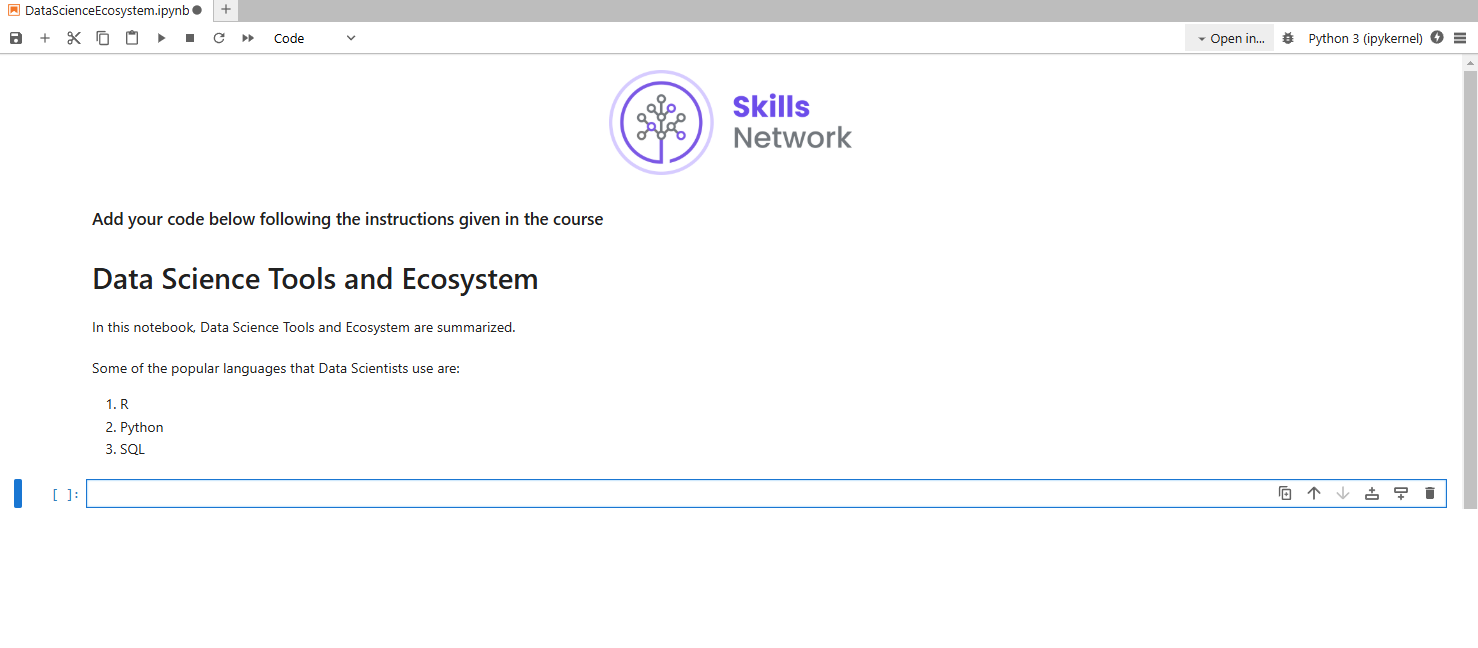 DataScienceEcosystem.ipynb
Code
Open in...
Python 3 (ipykernel)
Skills
Network
Add your code below following the instructions given in the course
Data Science Tools and Ecosystem
In this notebook, Data Science Tools and Ecosystem are summarized.
Some of the popular languages that Data Scientists use are:
1. R
2. Python
3. SQL
[ ]: